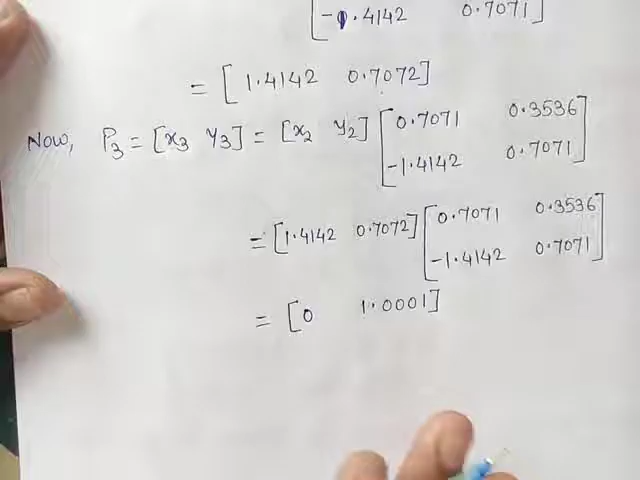 [-1.4142 0.7071]
= [1.4142 0.7072]
Now, P3 = [x3 y3] = [x2 y2] [0.7071 0.3536
-1.4142 0.7071]
= [1.4142 0.7072] [0.7071 0.3536
-1.4142 0.7071]
= [0 1.0001]